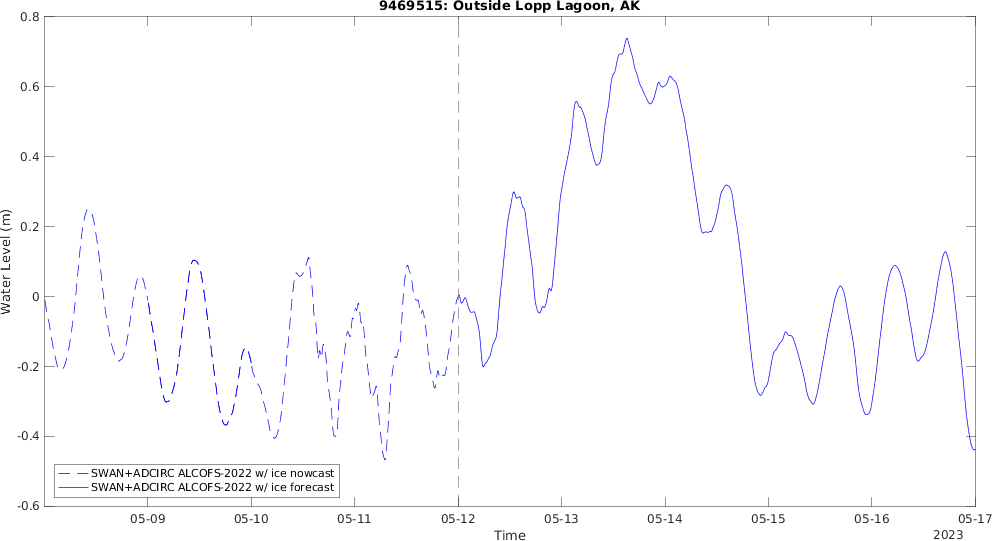 9469515: Outside Lopp Lagoon, AK
0.8
0.6
0.4
0.2
0
-0.2
-0.4
-0.6
Water Level (m)
SWAN+ADCIRC ALCOFS-2022 w/ ice nowcast
SWAN+ADCIRC ALCOFS-2022 w/ ice forecast
05-09 05-10 05-11 05-12 05-13 05-14 05-15 05-16 05-17
Time
2023